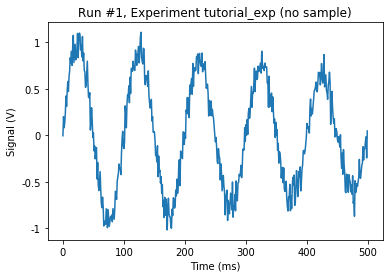 Run #1, Experiment tutorial_exp (no sample)
1
0.5
0
-0.5
-1
Signal (V)
0 100 200 300 400 500
Time (ms)